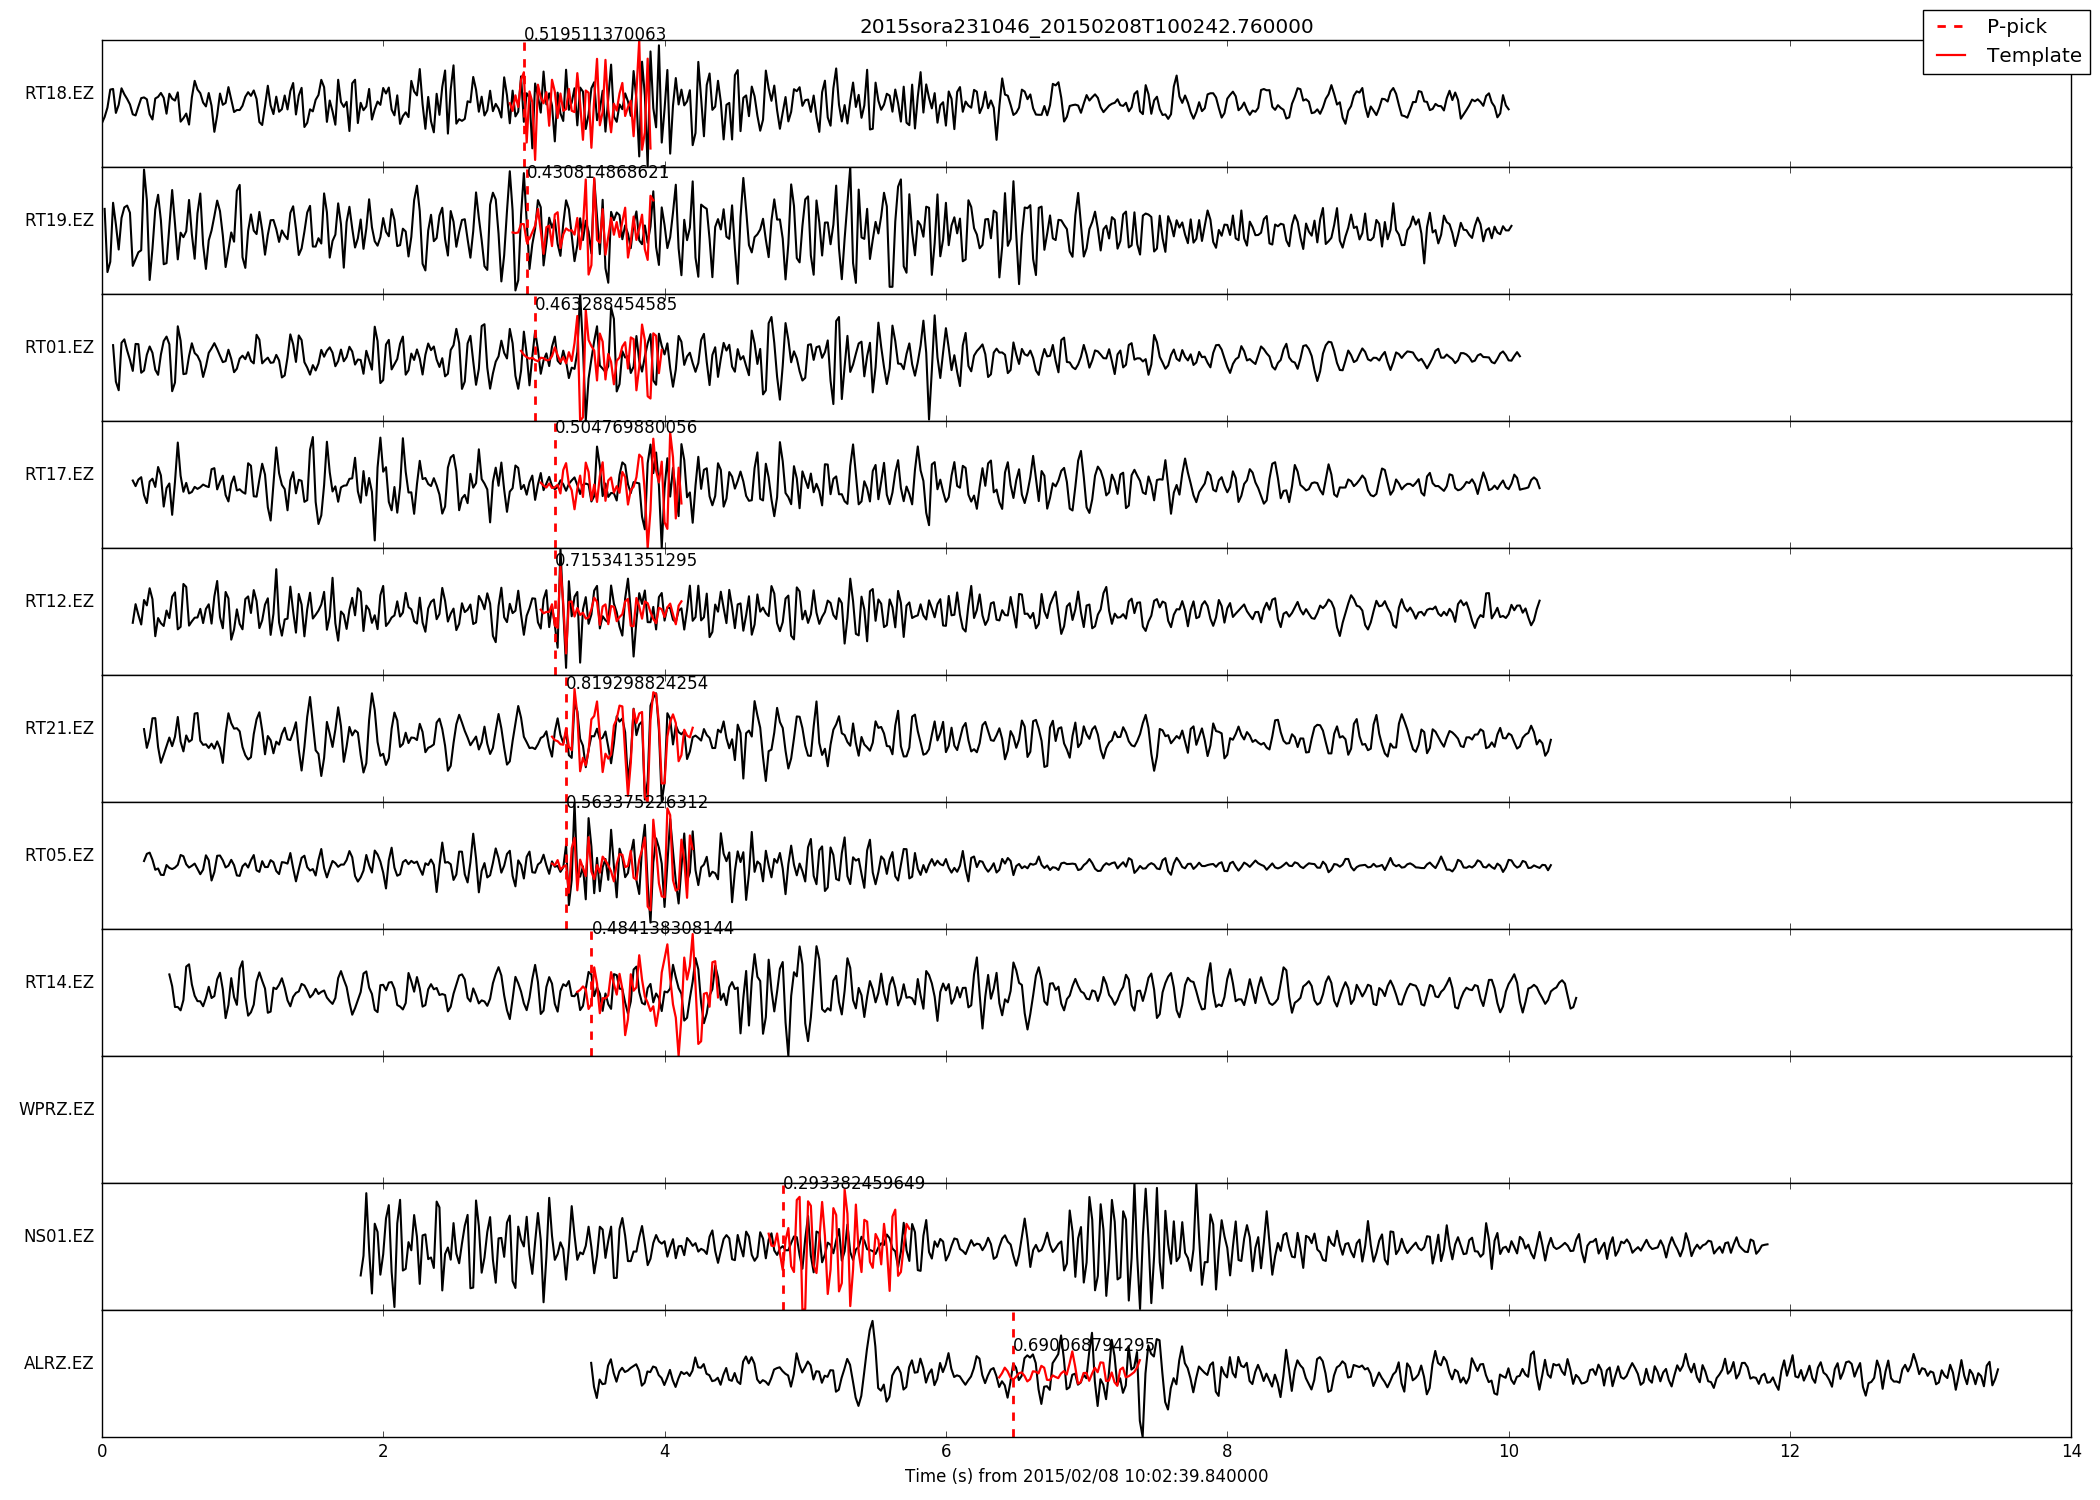 2015sora231046_20150208T100242.760000
P-pick
Template
RT18.EZ
0.519511370063
RT19.EZ
0.430814868621
RT01.EZ
0.463288454585
RT17.EZ
0.504769880056
RT12.EZ
0.715341351295
RT21.EZ
0.819298824254
RT05.EZ
0.563375226312
RT14.EZ
0.484138308144
WPRZ.EZ
NS01.EZ
0.293382459649
ALRZ.EZ
0.690068794295
0 2 4 6 8 10 12 14
Time (s) from 2015/02/08 10:02:39.840000